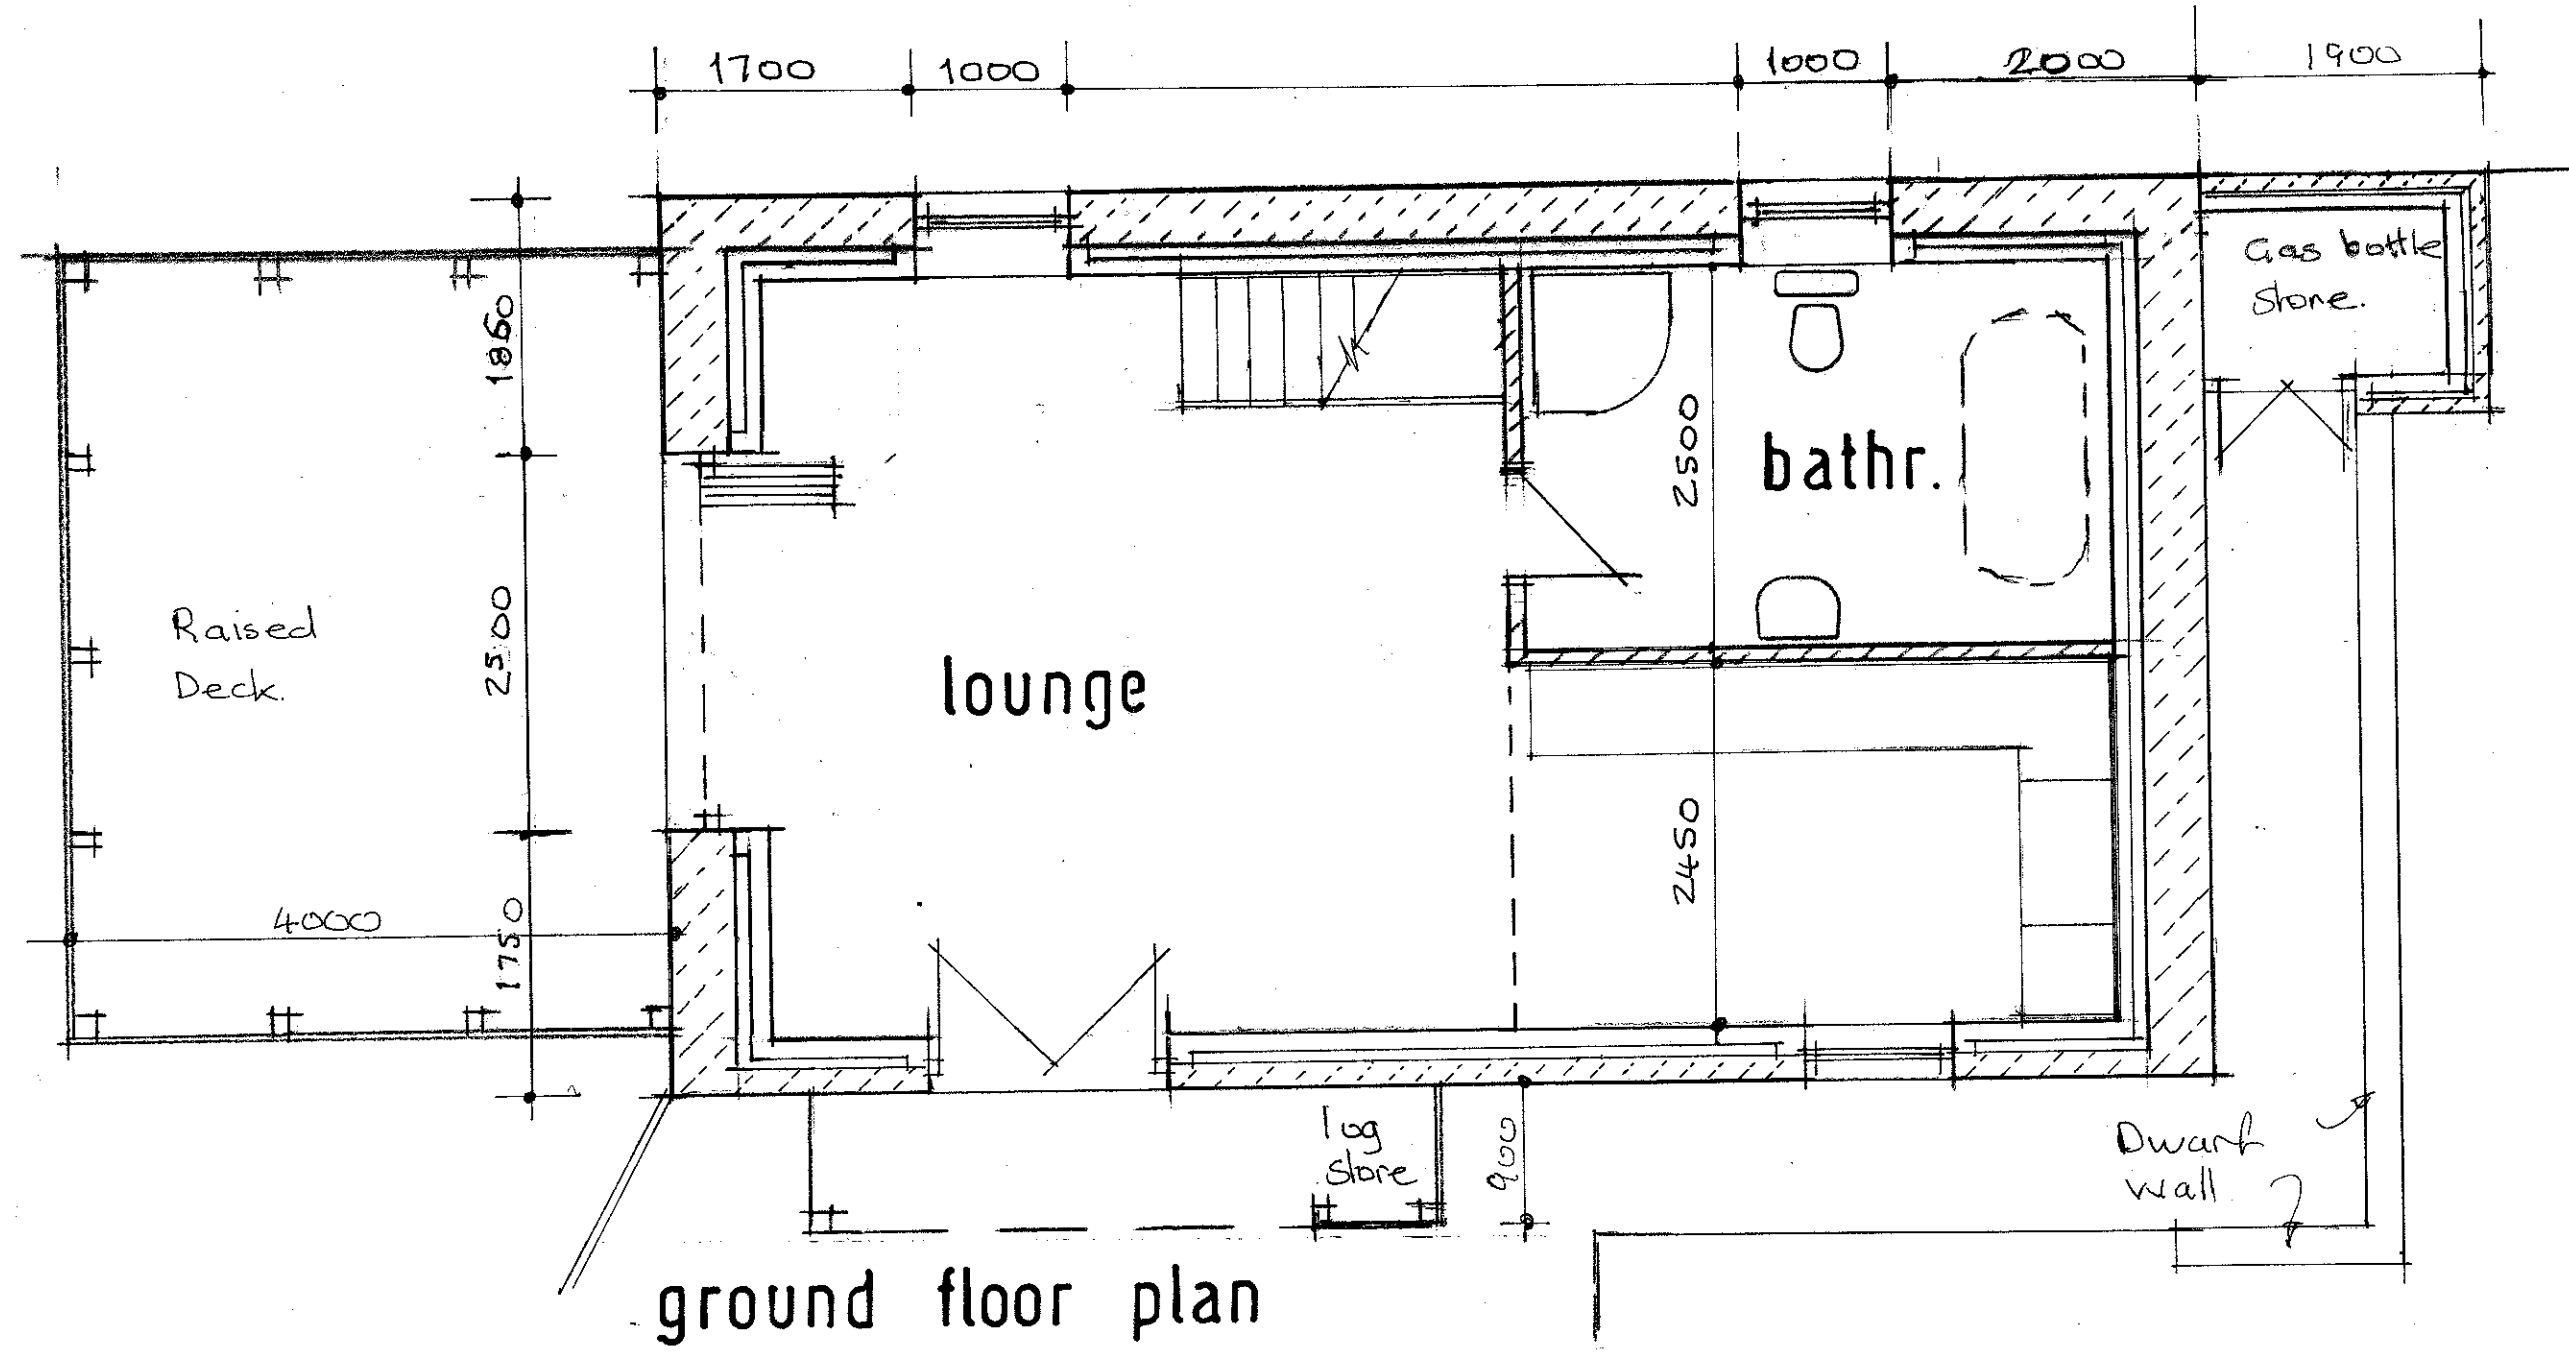 1700
1000
1000
2000
1900
Gas bottle
store.
1860
2500
bathr.
2500
Raised
Deck.
lounge
2450
4000
1750
log
store
900
Dwarf
wall
ground floor plan